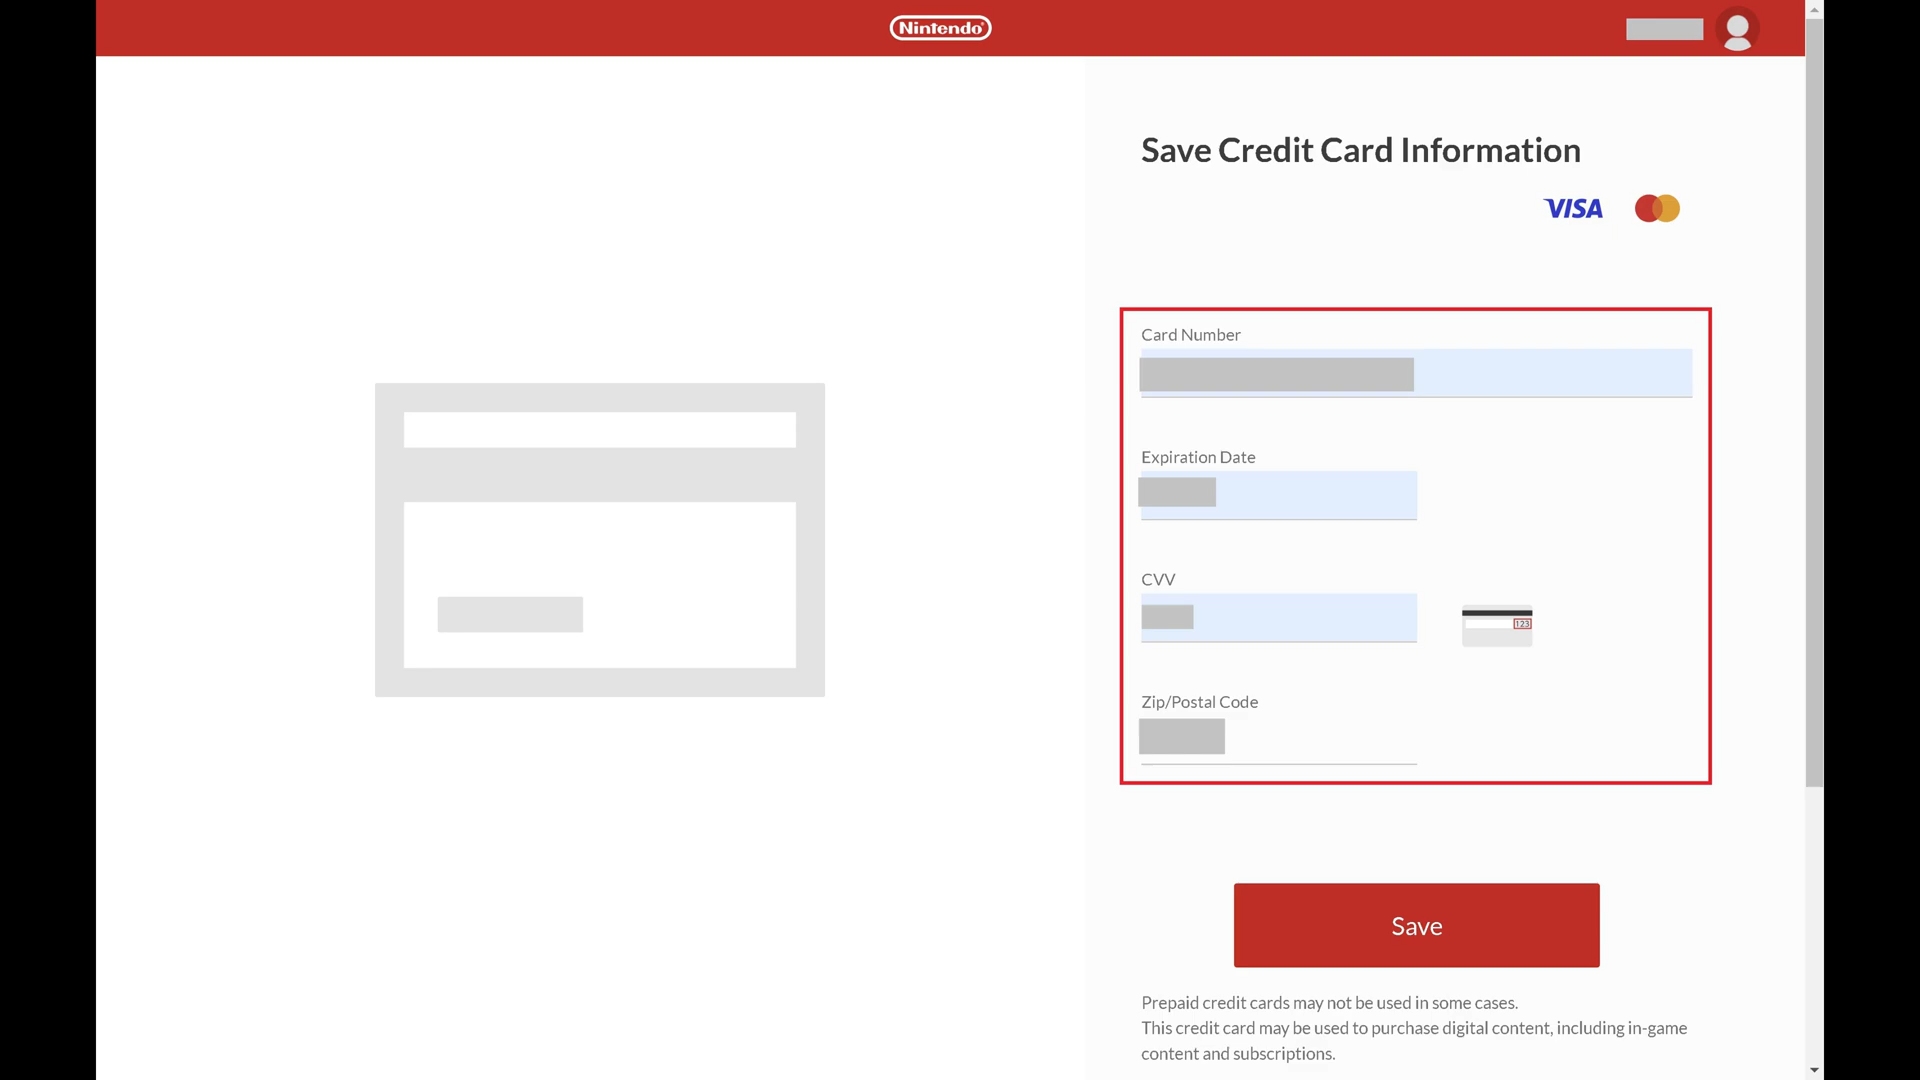 Nintendo
Save Credit Card Information
VISA
Card Number
Expiration Date
CVV
123
Zip/Postal Code
Save
Prepaid credit cards may not be used in some cases.
This credit card may be used to purchase digital content, including in-game
content and subscriptions.